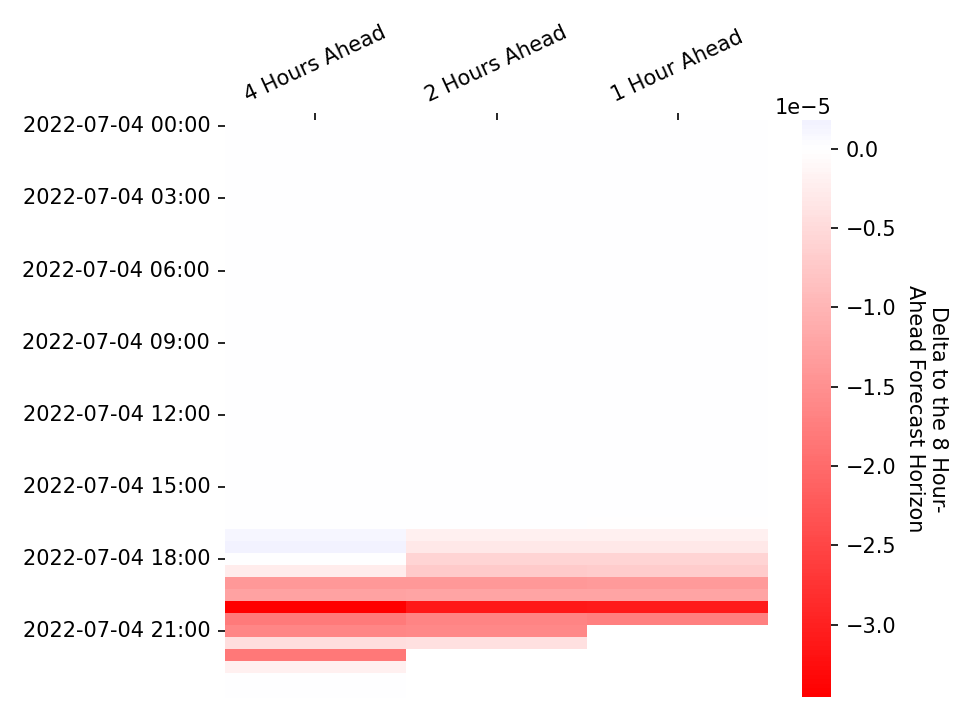 4 Hours Ahead
2 Hours Ahead
1 Hour Ahead
1e−5
2022-07-04 00:00
2022-07-04 03:00
2022-07-04 06:00
2022-07-04 09:00
2022-07-04 12:00
2022-07-04 15:00
2022-07-04 18:00
2022-07-04 21:00
0.0
−0.5
−1.0
−1.5
−2.0
−2.5
−3.0
Delta to the 8 Hour-
Ahead Forecast Horizon